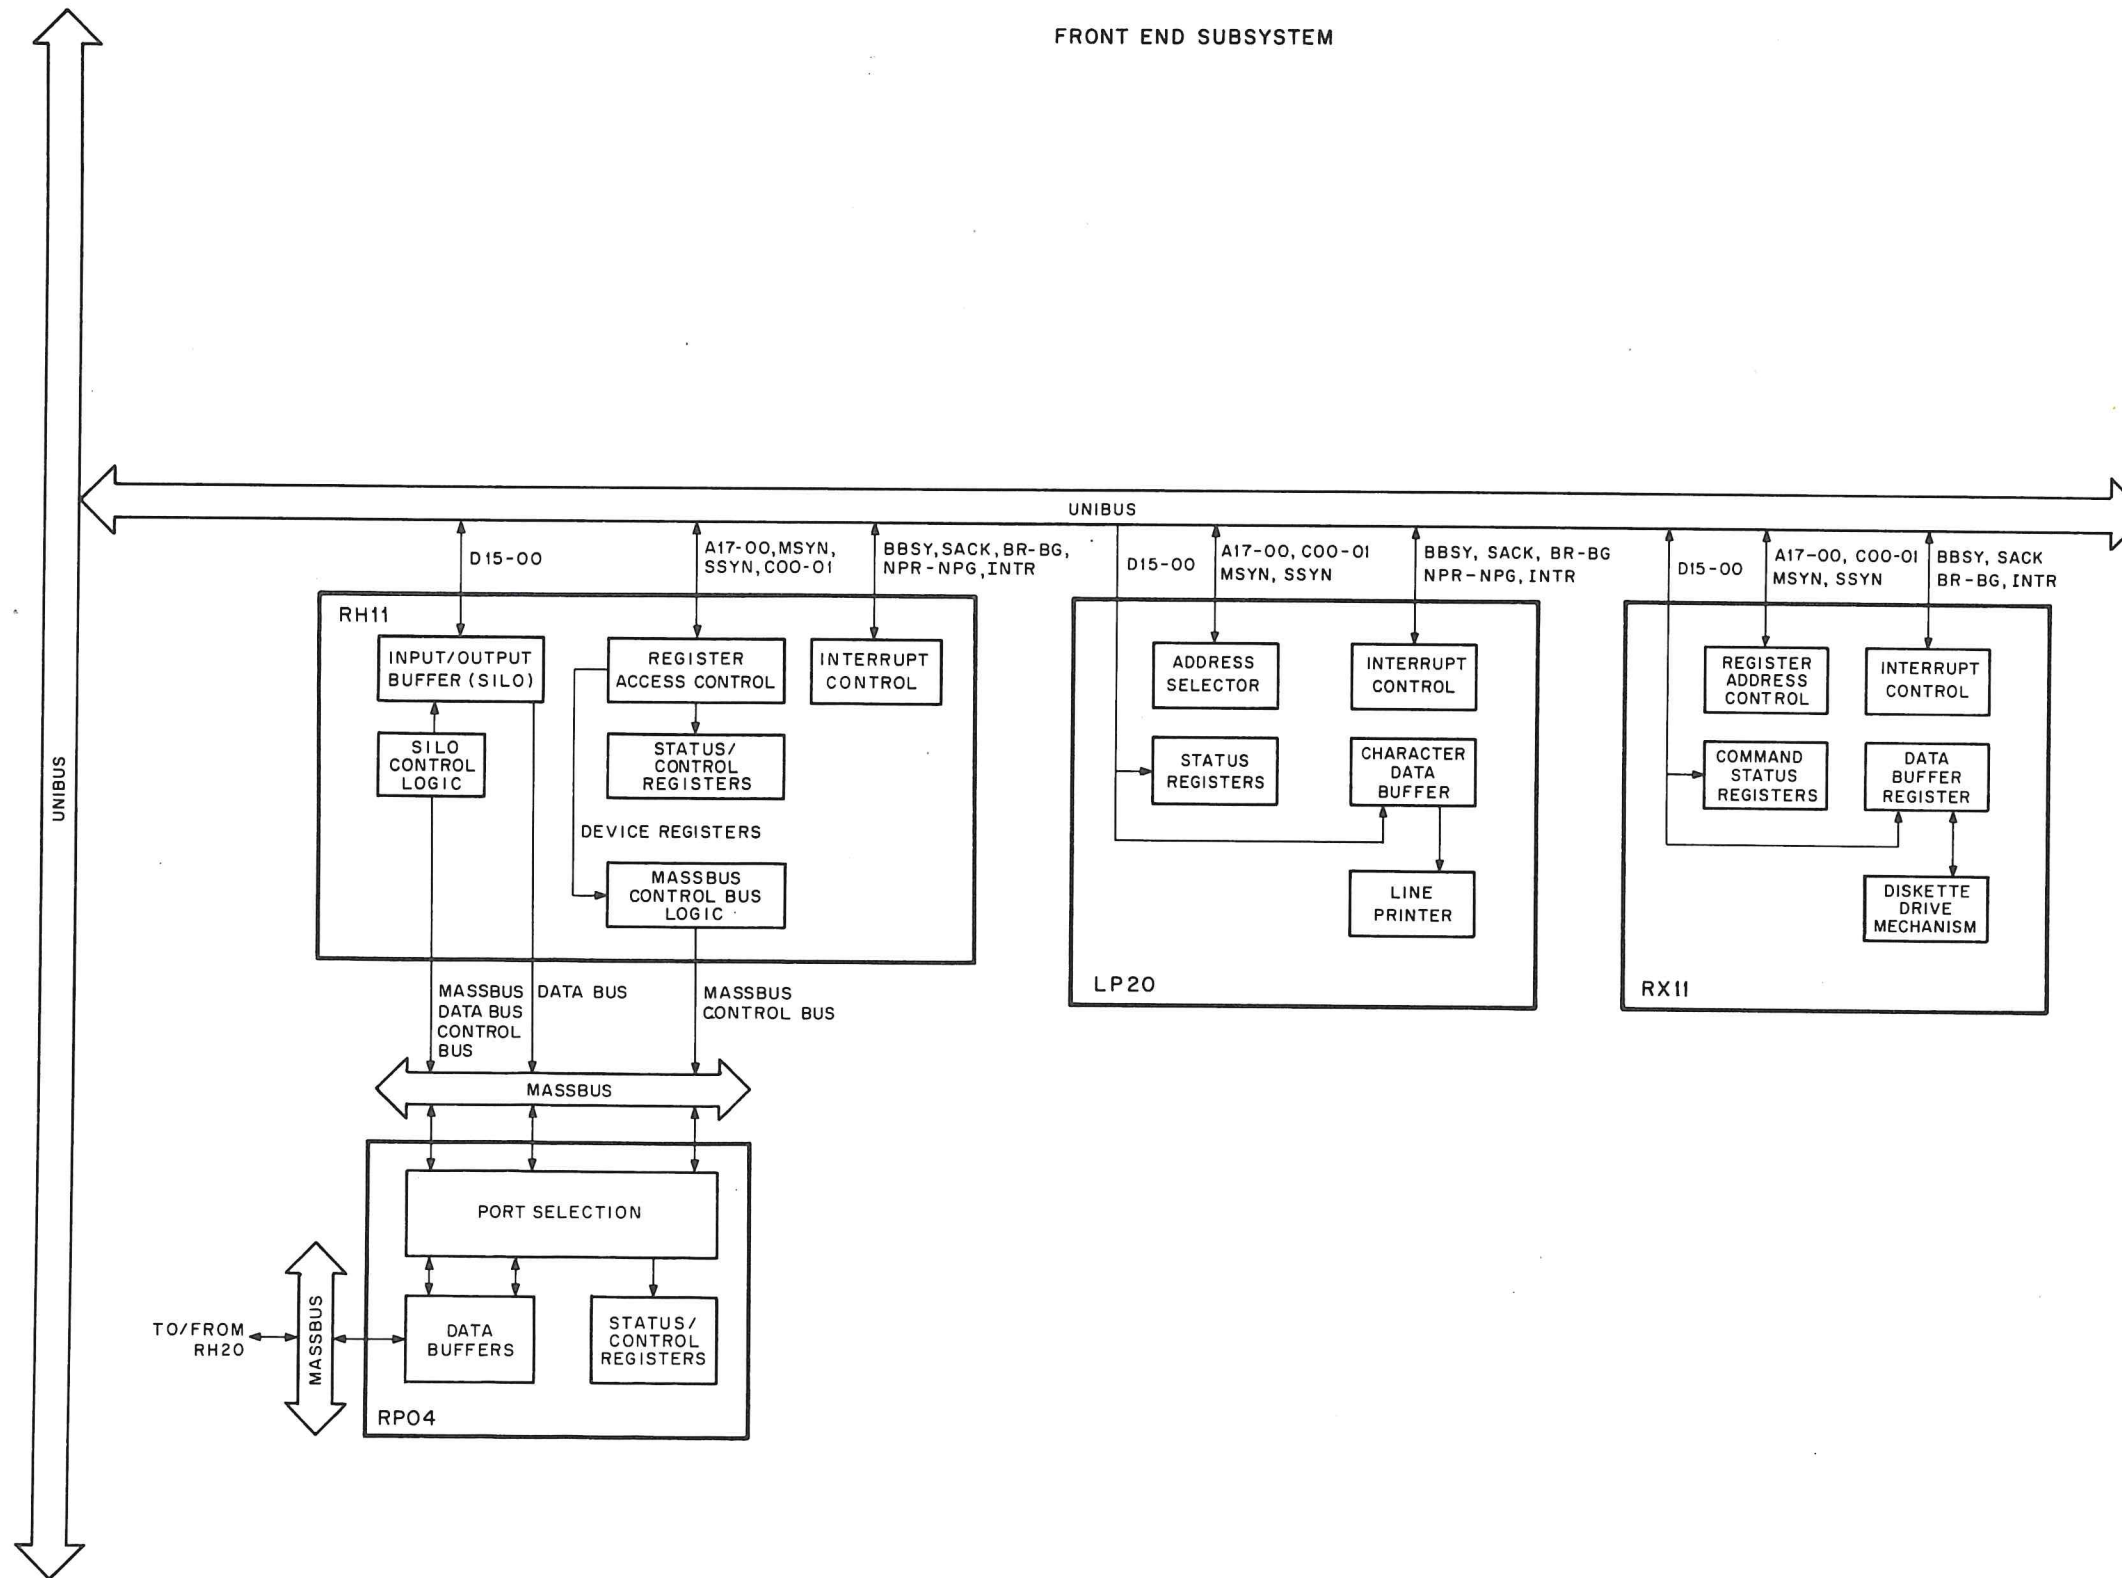 FRONT END SUBSYSTEM
UNIBUS
UNIBUS
D15-00
A17-00,MSYN,
SSYN,C00-01
BBSY,SACK,BR-BG,
NPR-NPG,INTR
D15-00
A17-00, C00-01
MSYN, SSYN
BBSY, SACK, BR-BG
NPR-NPG, INTR
D15-00
A17-00, C00-01
MSYN, SSYN
BBSY, SACK
BR-BG, INTR
RH11
INPUT/OUTPUT
BUFFER (SILO)
REGISTER
ACCESS CONTROL
INTERRUPT
CONTROL
SILO
CONTROL
LOGIC
STATUS/
CONTROL
REGISTERS
DEVICE REGISTERS
MASSBUS
CONTROL BUS
LOGIC
ADDRESS
SELECTOR
INTERRUPT
CONTROL
STATUS
REGISTERS
CHARACTER
DATA
BUFFER
LINE
PRINTER
LP20
REGISTER
ADDRESS
CONTROL
INTERRUPT
CONTROL
COMMAND
STATUS
REGISTERS
DATA
BUFFER
REGISTER
DISKETTE
DRIVE
MECHANISM
RX11
MASSBUS
DATA BUS
CONTROL
BUS
DATA BUS
MASSBUS
CONTROL BUS
MASSBUS
PORT SELECTION
DATA
BUFFERS
STATUS/
CONTROL
REGISTERS
RP04
MASSBUS
TO/FROM
RH20